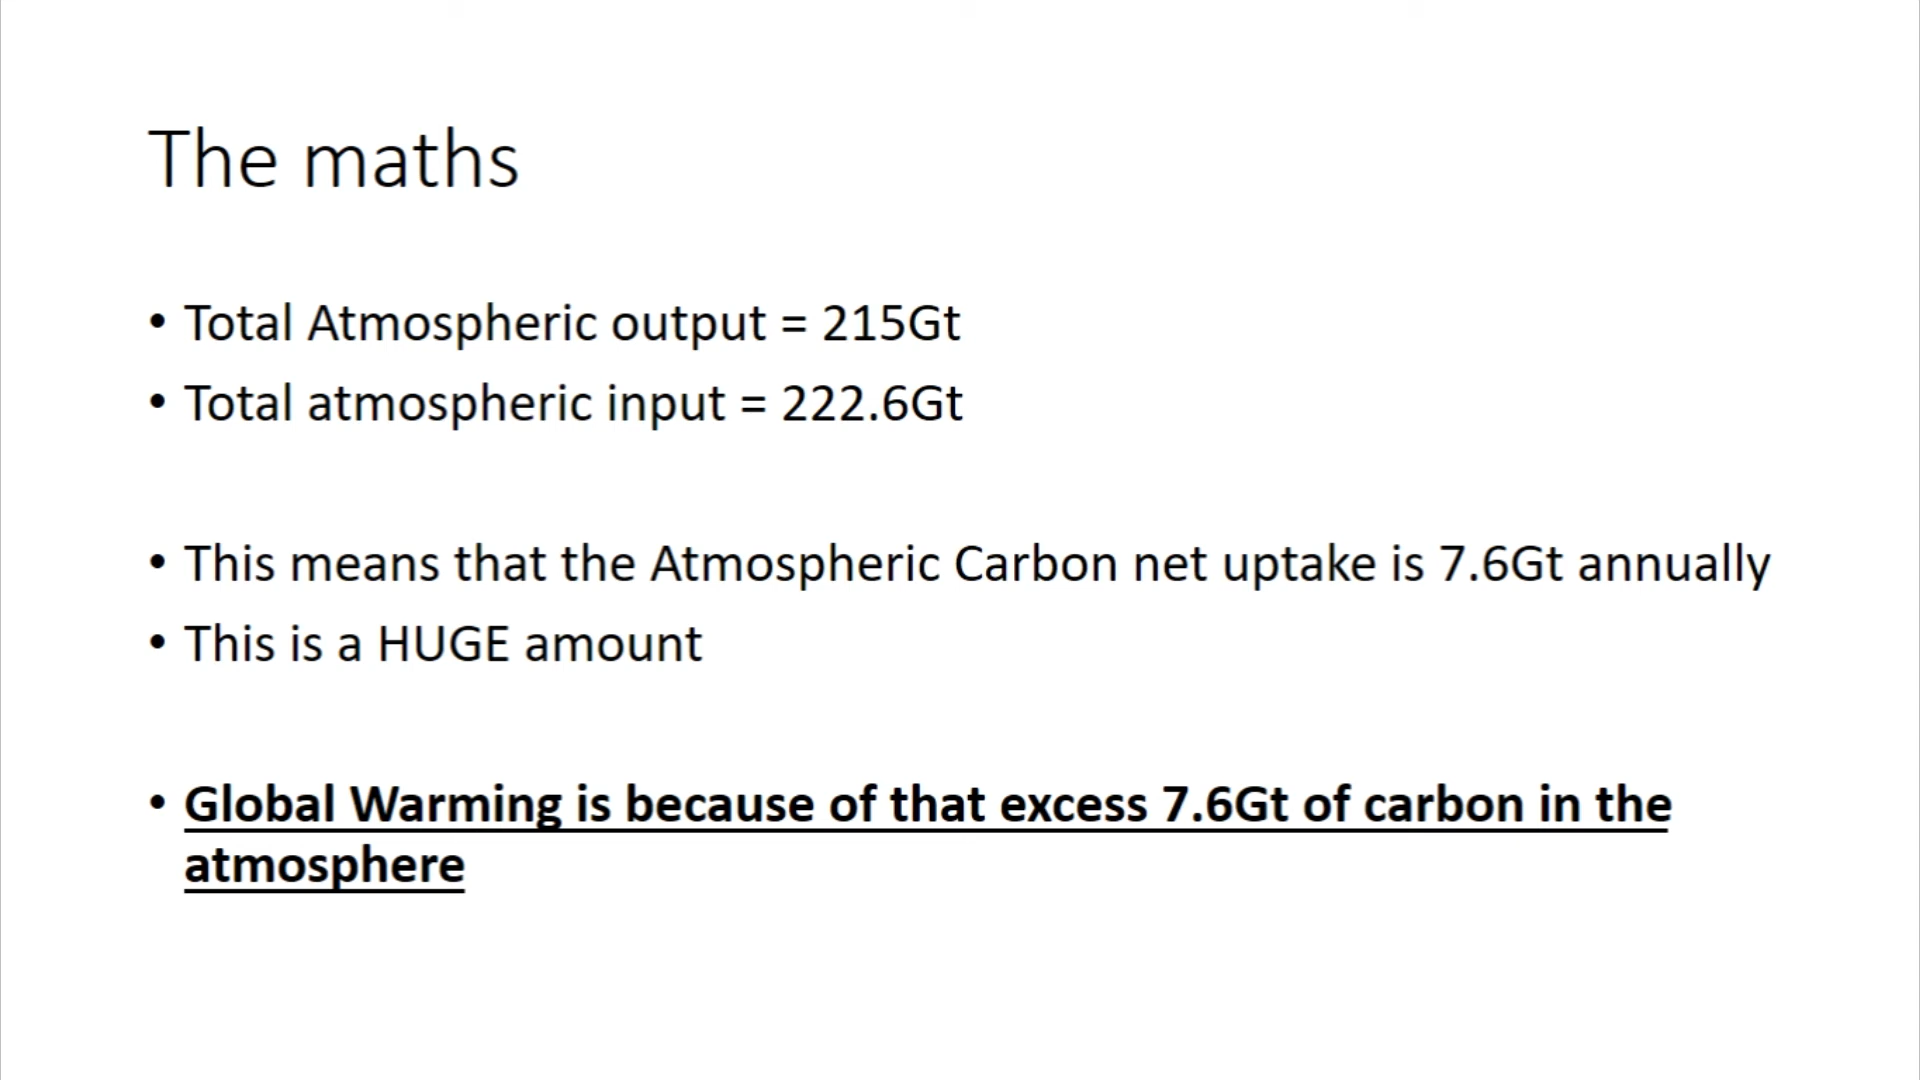 The maths
• Total Atmospheric output = 215Gt
• Total atmospheric input = 222.6Gt
• This means that the Atmospheric Carbon net uptake is 7.6Gt annually
• This is a HUGE amount
• Global Warming is because of that excess 7.6Gt of carbon in the
atmosphere